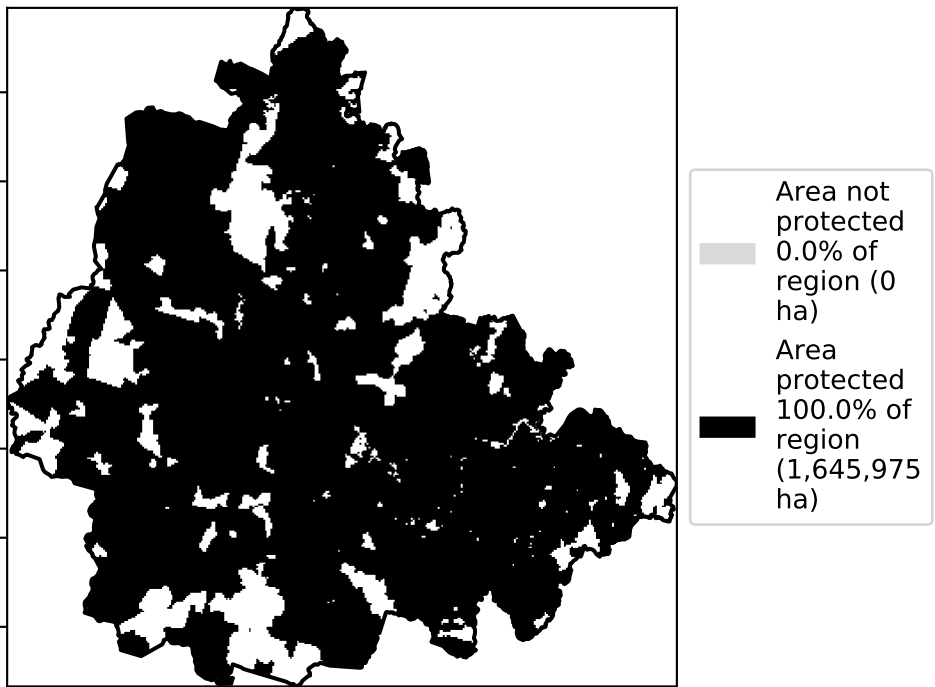 Area not
protected
0.0% of
region (0
ha)
Area
protected
100.0% of
region
(1,645,975
ha)